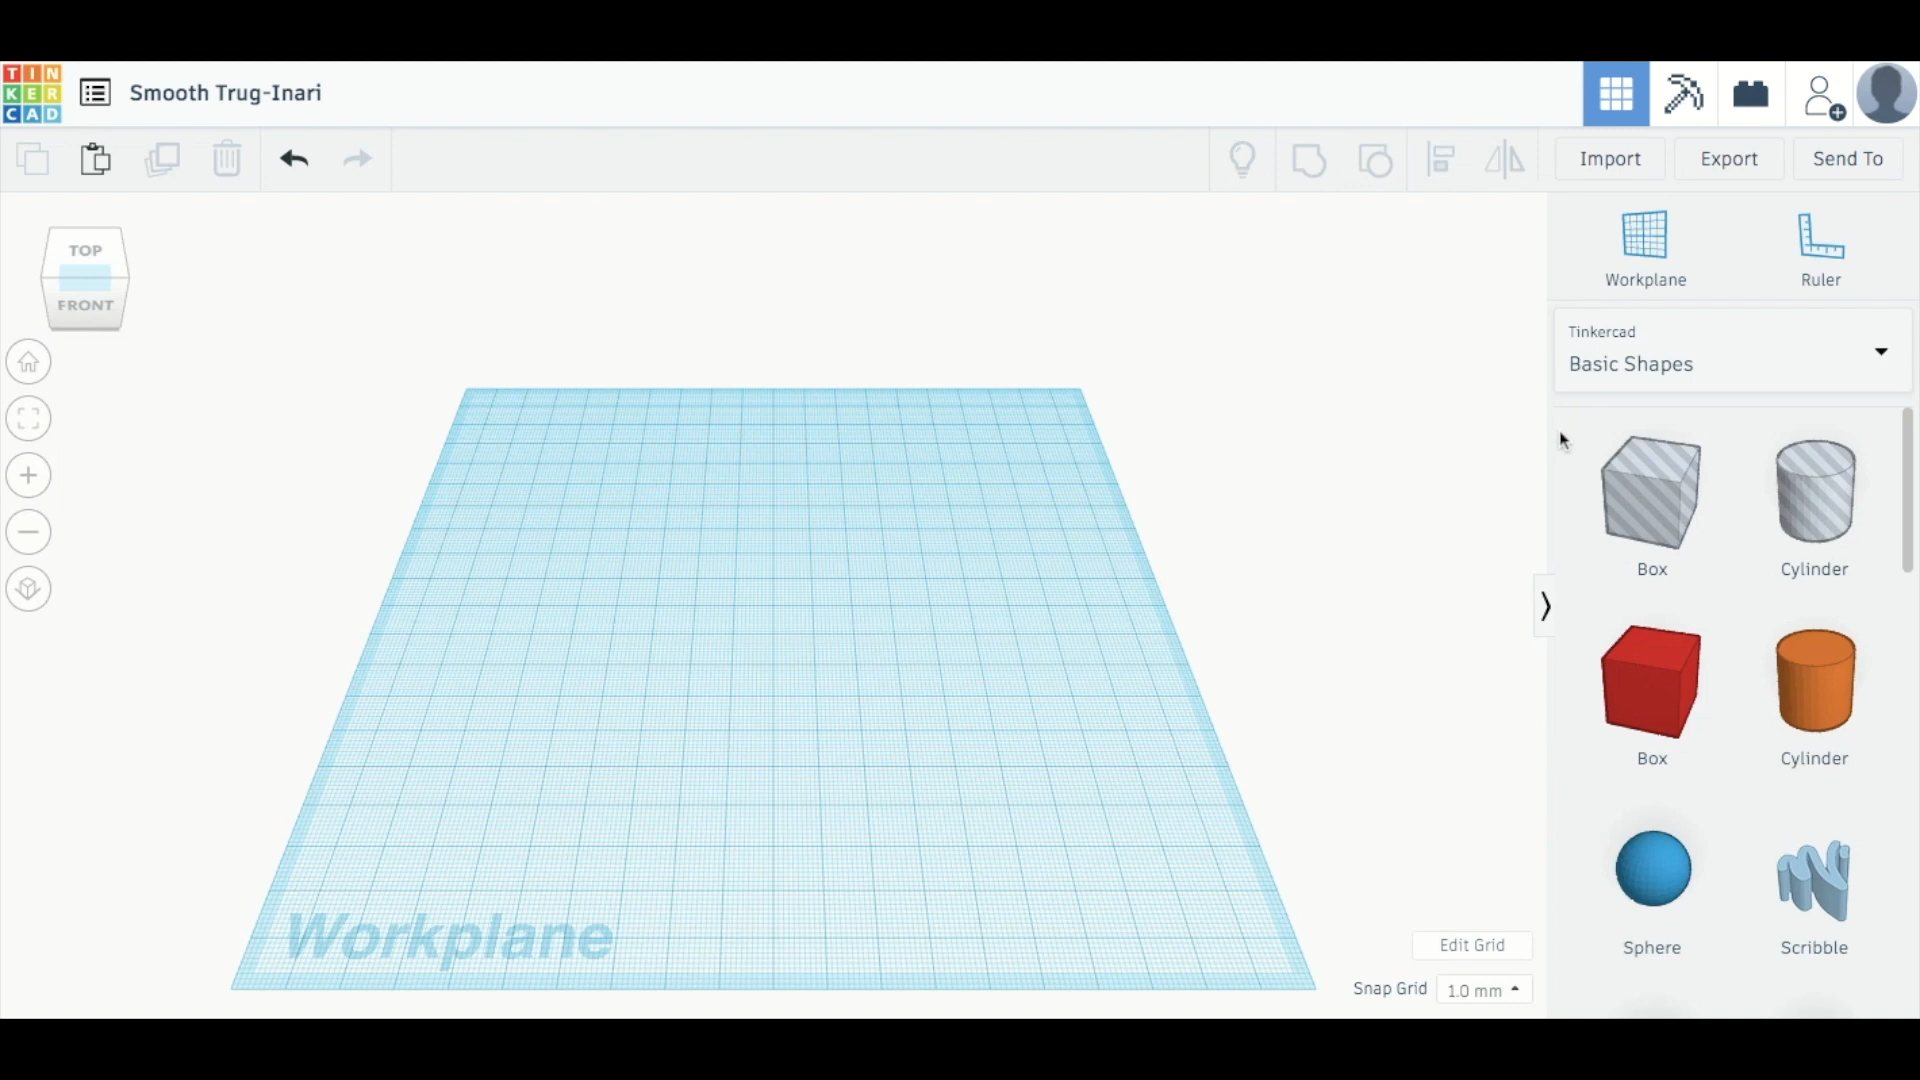 TIN
KER
CAD
Smooth Trug-Inari
Import
Export
Send To
TOP
FRONT
Workplane
Ruler
Tinkercad
Basic Shapes
Box
Cylinder
Box
Cylinder
Sphere
Scribble
Workplane
Edit Grid
Snap Grid
1.0 mm